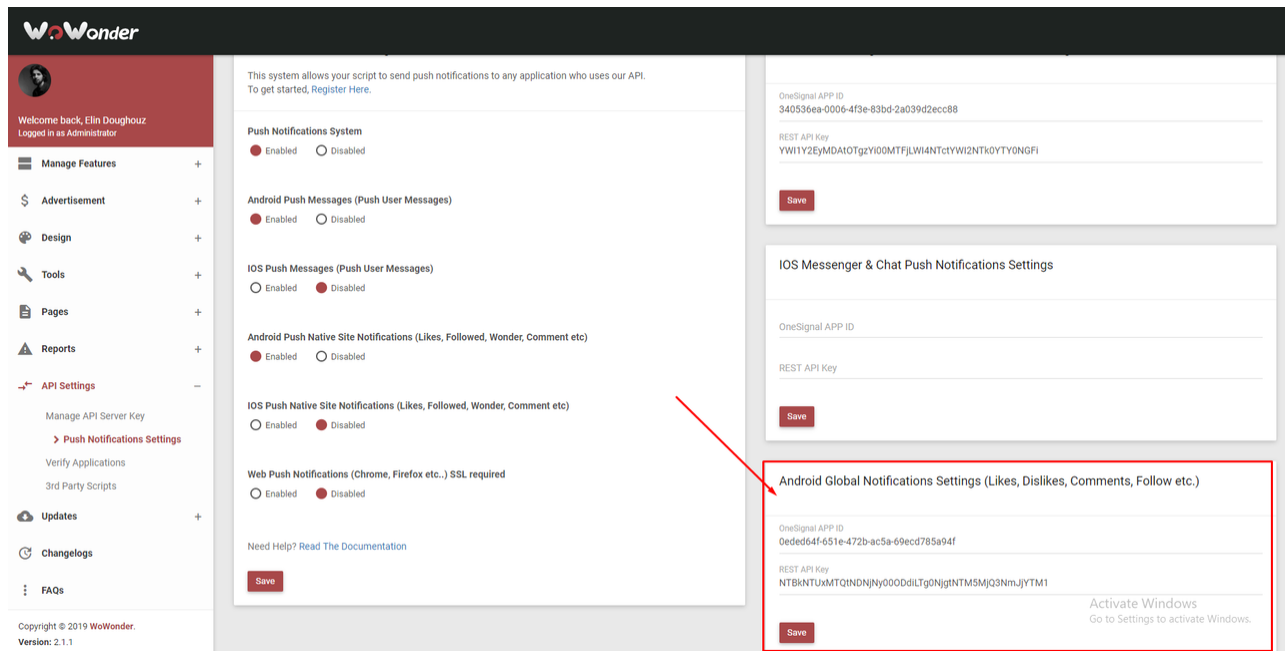 WoWonder
Welcome back, Elin Doughouz
Logged in as Administrator
Manage Features +
Advertisement +
Design +
Tools +
Pages +
Reports +
API Settings −
Manage API Server Key
Push Notifications Settings
Verify Applications
3rd Party Scripts
Updates +
Changelogs
FAQs
Copyright © 2019 WoWonder.
Version: 2.1.1
This system allows your script to send push notifications to any application who uses our API.
To get started, Register Here.
Push Notifications System
Enabled Disabled
Android Push Messages (Push User Messages)
Enabled Disabled
IOS Push Messages (Push User Messages)
Enabled Disabled
Android Push Native Site Notifications (Likes, Followed, Wonder, Comment etc)
Enabled Disabled
IOS Push Native Site Notifications (Likes, Followed, Wonder, Comment etc)
Enabled Disabled
Web Push Notifications (Chrome, Firefox etc..) SSL required
Enabled Disabled
Need Help? Read The Documentation
Save
OneSignal APP ID
340536ea-0006-4f3e-83bd-2a039d2ecc88
REST API Key
YWI1Y2EyMDAtOTgzYi00MTFjLWI4NTctYWI2NTk0YTY0NGFi
Save
IOS Messenger & Chat Push Notifications Settings
OneSignal APP ID
REST API Key
Save
Android Global Notifications Settings (Likes, Dislikes, Comments, Follow etc.)
OneSignal APP ID
0eded64f-651e-472b-ac5a-69ecd785a94f
REST API Key
NTBkNTUxMTQtNDNjNy00ODdiLTg0NjgtNTM5MjQ3NmJjYTM1
Save
Activate Windows
Go to Settings to activate Windows.